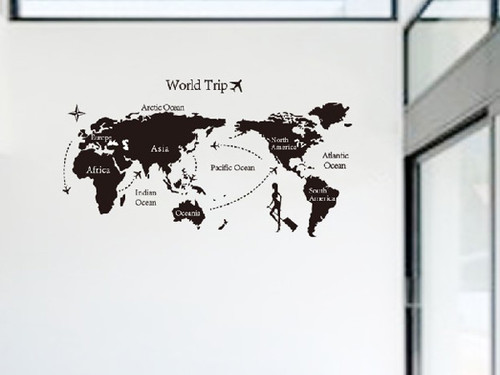 World Trip
Arctic Ocean
Europe
Asia
North
America
Africa
Pacific Ocean
Atlantic
Ocean
Indian
Ocean
South
America
Oceania